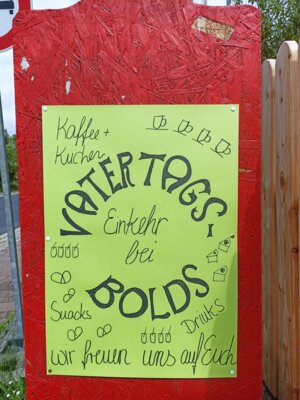 Kaffee +
Kuchen
VATERTAGS-
Einkehr
bei
BOLDS
Snacks
Drinks
wir freuen uns auf Euch